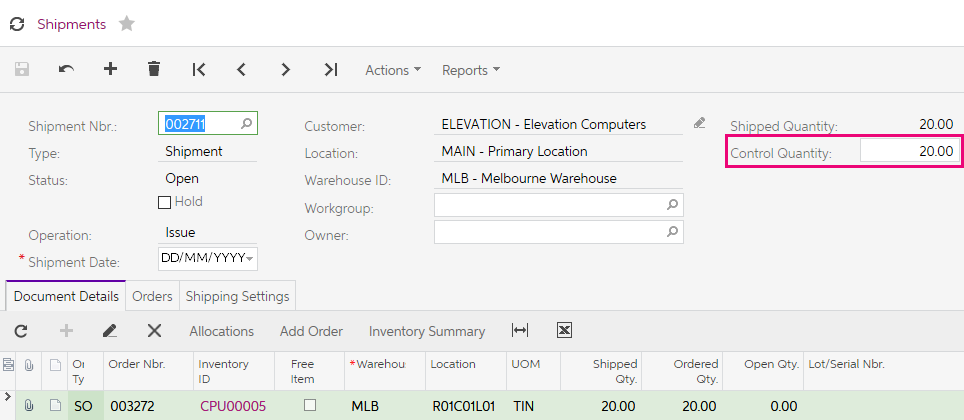 Shipments
Actions Reports
Shipment Nbr.: 002711 Customer: ELEVATION - Elevation Computers Shipped Quantity: 20.00
Type: Shipment Location: MAIN - Primary Location Control Quantity: 20.00
Status: Open Warehouse ID: MLB - Melbourne Warehouse
Hold Workgroup:
Operation: Issue Owner:
* Shipment Date: DD/MM/YYYY
Document Details Orders Shipping Settings
Allocations Add Order Inventory Summary
Or Ty Order Nbr. Inventory ID Free Item *Warehou Location UOM Shipped Qty. Ordered Qty. Open Qty. Lot/Serial Nbr.
SO 003272 CPU00005 MLB R01C01L01 TIN 20.00 20.00 0.00